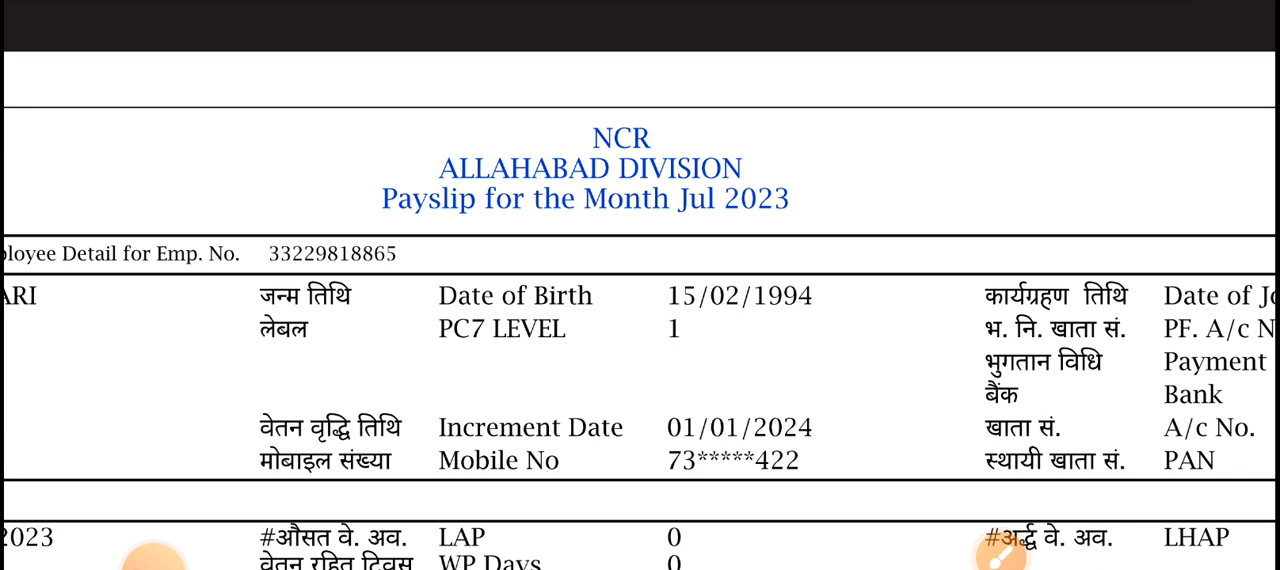 NCR
ALLAHABAD DIVISION
Payslip for the Month Jul 2023
ployee Detail for Emp. No. 33229818865
ARI जन्म तिथि Date of Birth 15/02/1994 कार्यग्रहण तिथि Date of Jo
लेबल PC7 LEVEL 1 भ. नि. खाता सं. PF. A/c N
भुगतान विधि Payment
बैंक Bank
वेतन वृद्धि तिथि Increment Date 01/01/2024 खाता सं. A/c No.
मोबाइल संख्या Mobile No 73*****422 स्थायी खाता सं. PAN
2023 #औसत वे. अव. LAP 0 #अर्द्ध वे. अव. LHAP
वेतन रहित दिवस WP Days 0